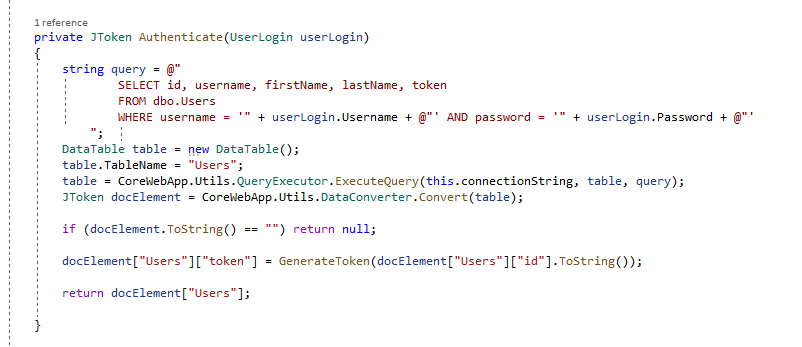 1 reference
private JToken Authenticate(UserLogin userLogin)
{
string query = @"
SELECT id, username, firstName, lastName, token
FROM dbo.Users
WHERE username = '" + userLogin.Username + @"' AND password = '" + userLogin.Password + @"'
";
DataTable table = new DataTable();
table.TableName = "Users";
table = CoreWebApp.Utils.QueryExecutor.ExecuteQuery(this.connectionString, table, query);
JToken docElement = CoreWebApp.Utils.DataConverter.Convert(table);
if (docElement.ToString() == "") return null;
docElement["Users"]["token"] = GenerateToken(docElement["Users"]["id"].ToString());
return docElement["Users"];
}